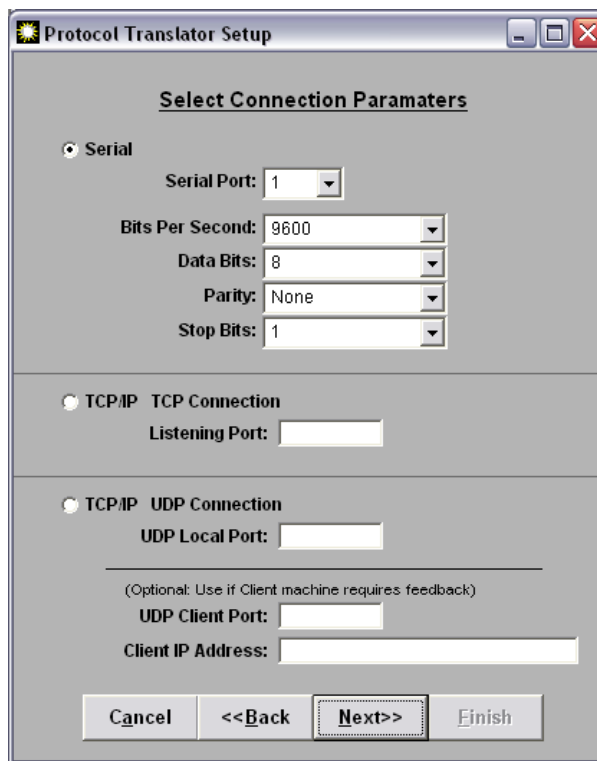 Protocol Translator Setup
Select Connection Paramaters
Serial
Serial Port: 1
Bits Per Second: 9600
Data Bits: 8
Parity: None
Stop Bits: 1
TCP/IP TCP Connection
Listening Port:
TCP/IP UDP Connection
UDP Local Port:
(Optional: Use if Client machine requires feedback)
UDP Client Port:
Client IP Address:
Cancel <<Back Next>> Finish